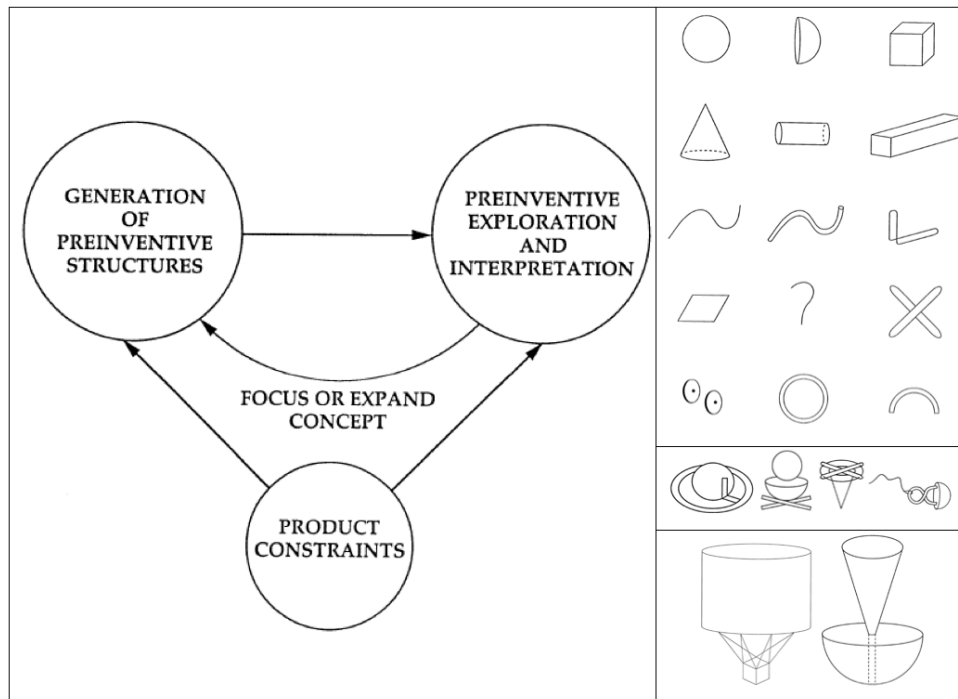 GENERATION
OF
PREINVENTIVE
STRUCTURES
PREINVENTIVE
EXPLORATION
AND
INTERPRETATION
FOCUS OR EXPAND
CONCEPT
PRODUCT
CONSTRAINTS